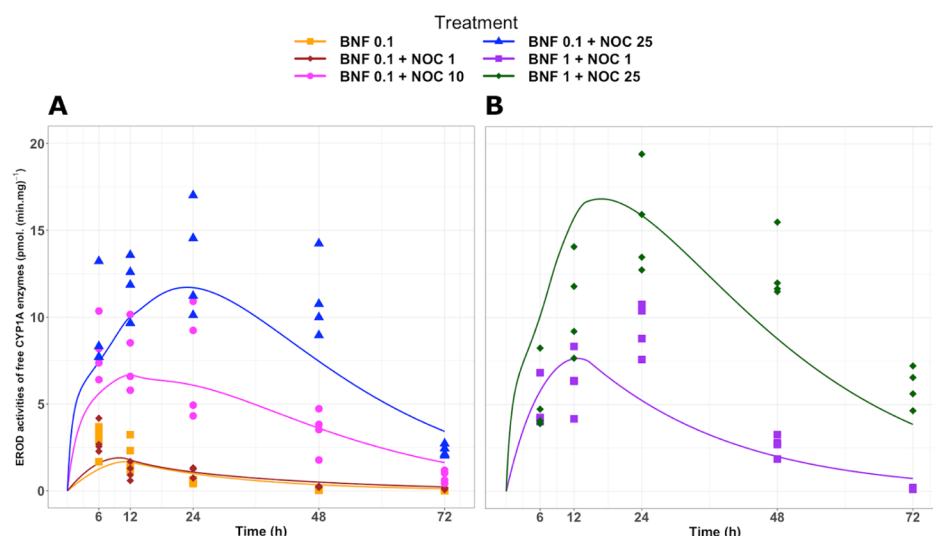 Treatment
BNF 0.1
BNF 0.1 + NOC 25
BNF 0.1 + NOC 1
BNF 1 + NOC 1
BNF 0.1 + NOC 10
BNF 1 + NOC 25
A
B
EROD activities of free CYP1A enzymes (pmol. (min.mg)⁻¹)
20
15
10
5
0
6 12 24 48 72
6 12 24 48 72
Time (h)
Time (h)